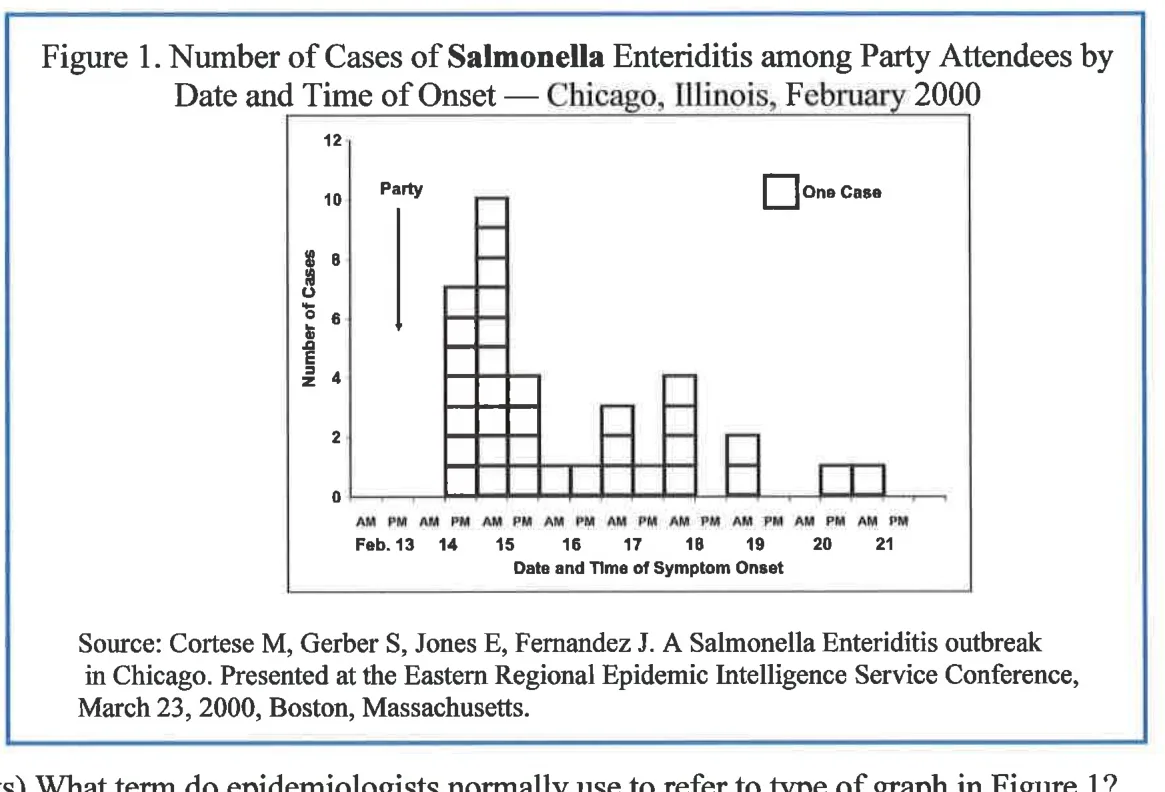 Figure 1. Number of Cases of Salmonella Enteriditis among Party Attendees by
Date and Time of Onset — Chicago, Illinois, February 2000
12
Party
One Case
10
8
6
4
2
0
Number of Cases
AM PM AM PM AM PM AM PM AM PM AM PM AM PM AM PM AM PM
Feb. 13 14 15 16 17 18 19 20 21
Date and Time of Symptom Onset
Source: Cortese M, Gerber S, Jones E, Fernandez J. A Salmonella Enteriditis outbreak
in Chicago. Presented at the Eastern Regional Epidemic Intelligence Service Conference,
March 23, 2000, Boston, Massachusetts.
What term do epidemiologists normally use to refer to type of graph in Figure 1?